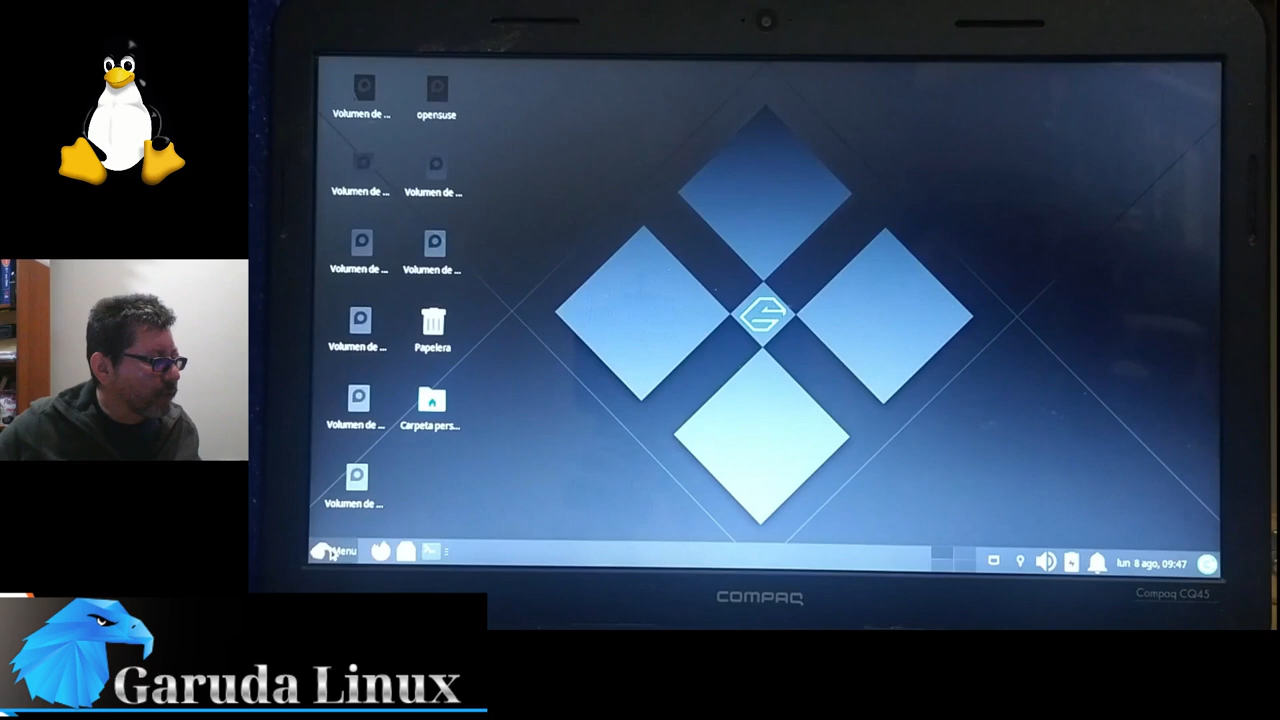 Volumen de ...
opensuse
Volumen de ...
Volumen de ...
Volumen de ...
Volumen de ...
Volumen de ...
Papelera
Volumen de ...
Carpeta pers...
Volumen de ...
Menu
lun 8 ago, 09:47
COMPAQ
Compaq CQ45
Garuda Linux